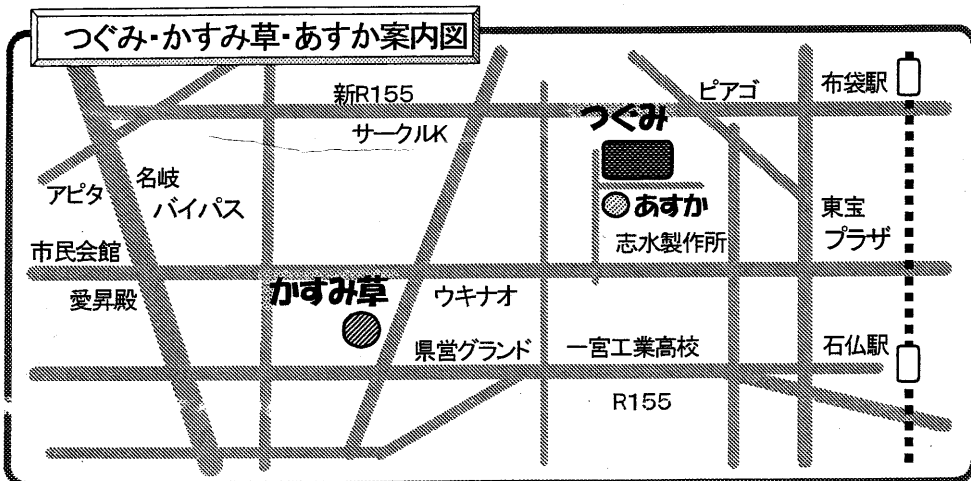 つぐみ・かすみ草・あすか案内図
新R155
ピアゴ
布袋駅
サークルK
つぐみ
アピタ
名岐
バイパス
あすか
東宝
プラザ
市民会館
志水製作所
愛昇殿
かすみ草
ウキナオ
県営グランド
一宮工業高校
石仏駅
R155